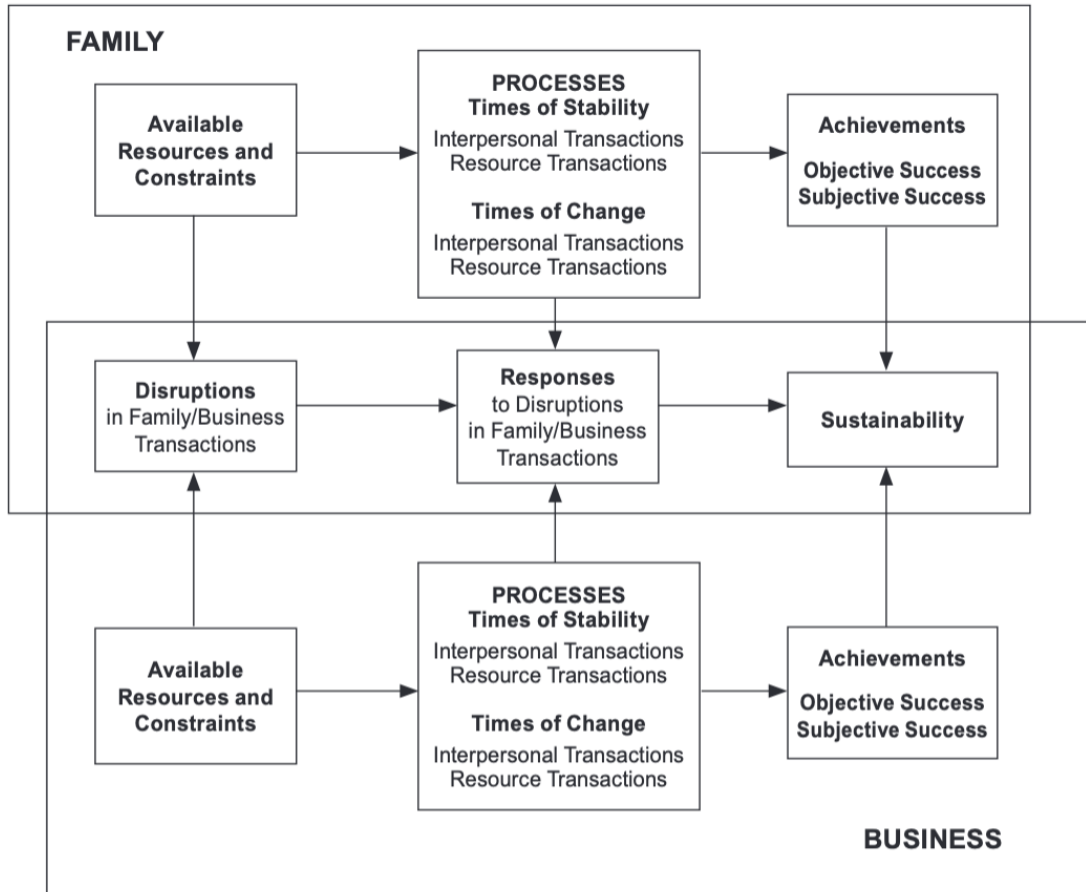 FAMILY
Available
Resources and
Constraints
PROCESSES
Times of Stability
Interpersonal Transactions
Resource Transactions
Times of Change
Interpersonal Transactions
Resource Transactions
Achievements
Objective Success
Subjective Success
Disruptions
in Family/Business
Transactions
Responses
to Disruptions
in Family/Business
Transactions
Sustainability
Available
Resources and
Constraints
PROCESSES
Times of Stability
Interpersonal Transactions
Resource Transactions
Times of Change
Interpersonal Transactions
Resource Transactions
Achievements
Objective Success
Subjective Success
BUSINESS